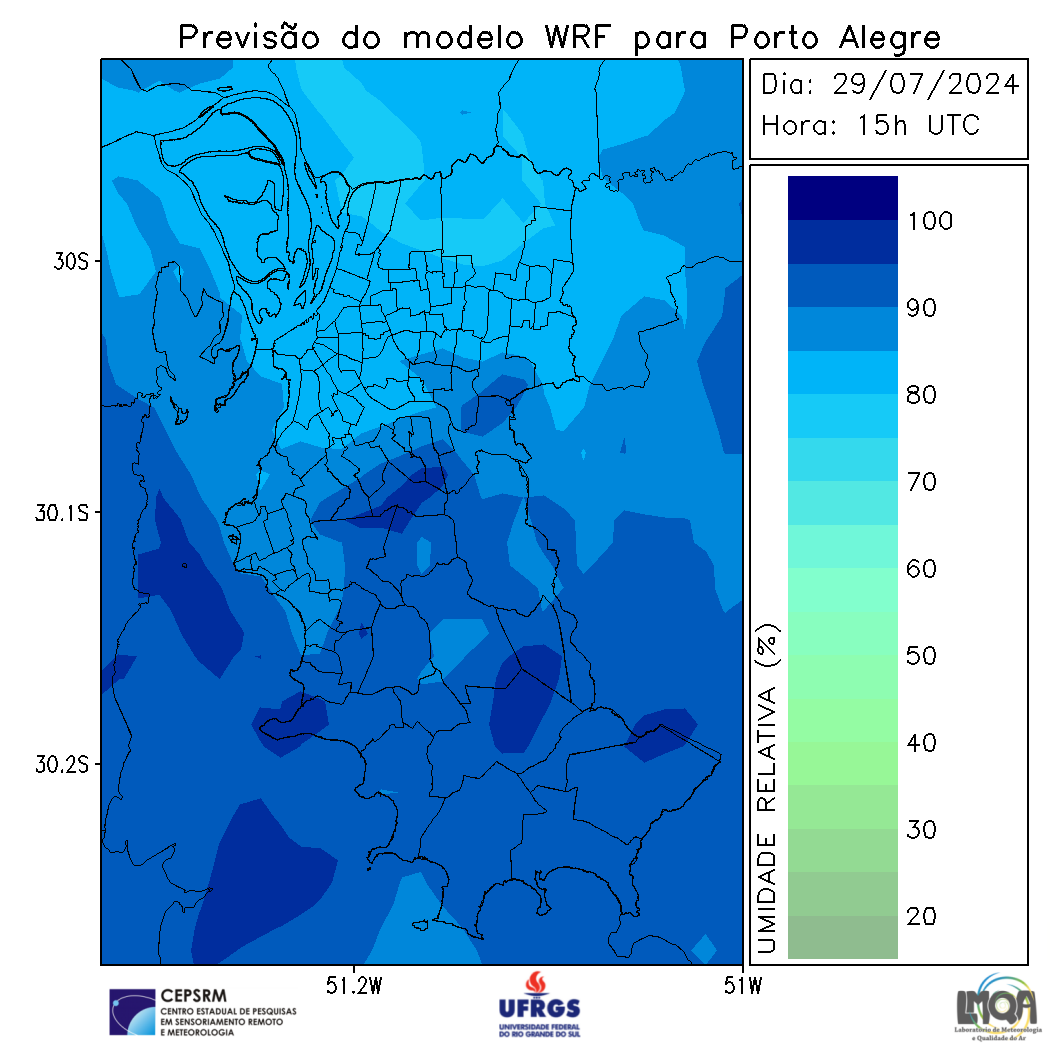 Previsão do modelo WRF para Porto Alegre
Dia: 29/07/2024
Hora: 15h UTC
30S
30.1S
30.2S
51.2W
51W
100
90
80
70
60
50
40
30
20
UMIDADE RELATIVA (%)
CEPSRM
CENTRO ESTADUAL DE PESQUISAS
EM SENSORIAMENTO REMOTO
E METEOROLOGIA
UFRGS
UNIVERSIDADE FEDERAL
DO RIO GRANDE DO SUL
LMQA
Laboratório de Meteorologia
e Qualidade do Ar